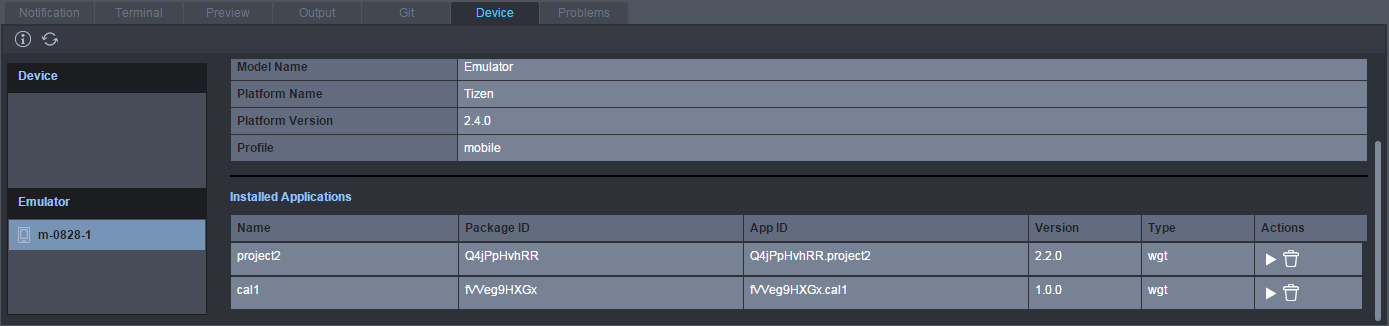 Notification Terminal Preview Output Git Device Problems
Device
Model Name Emulator
Platform Name Tizen
Platform Version 2.4.0
Profile mobile
Emulator
m-0828-1
Installed Applications
Name Package ID App ID Version Type Actions
project2 Q4jPpHvhRR Q4jPpHvhRR.project2 2.2.0 wgt
cal1 fVVeg9HXGx fVVeg9HXGx.cal1 1.0.0 wgt